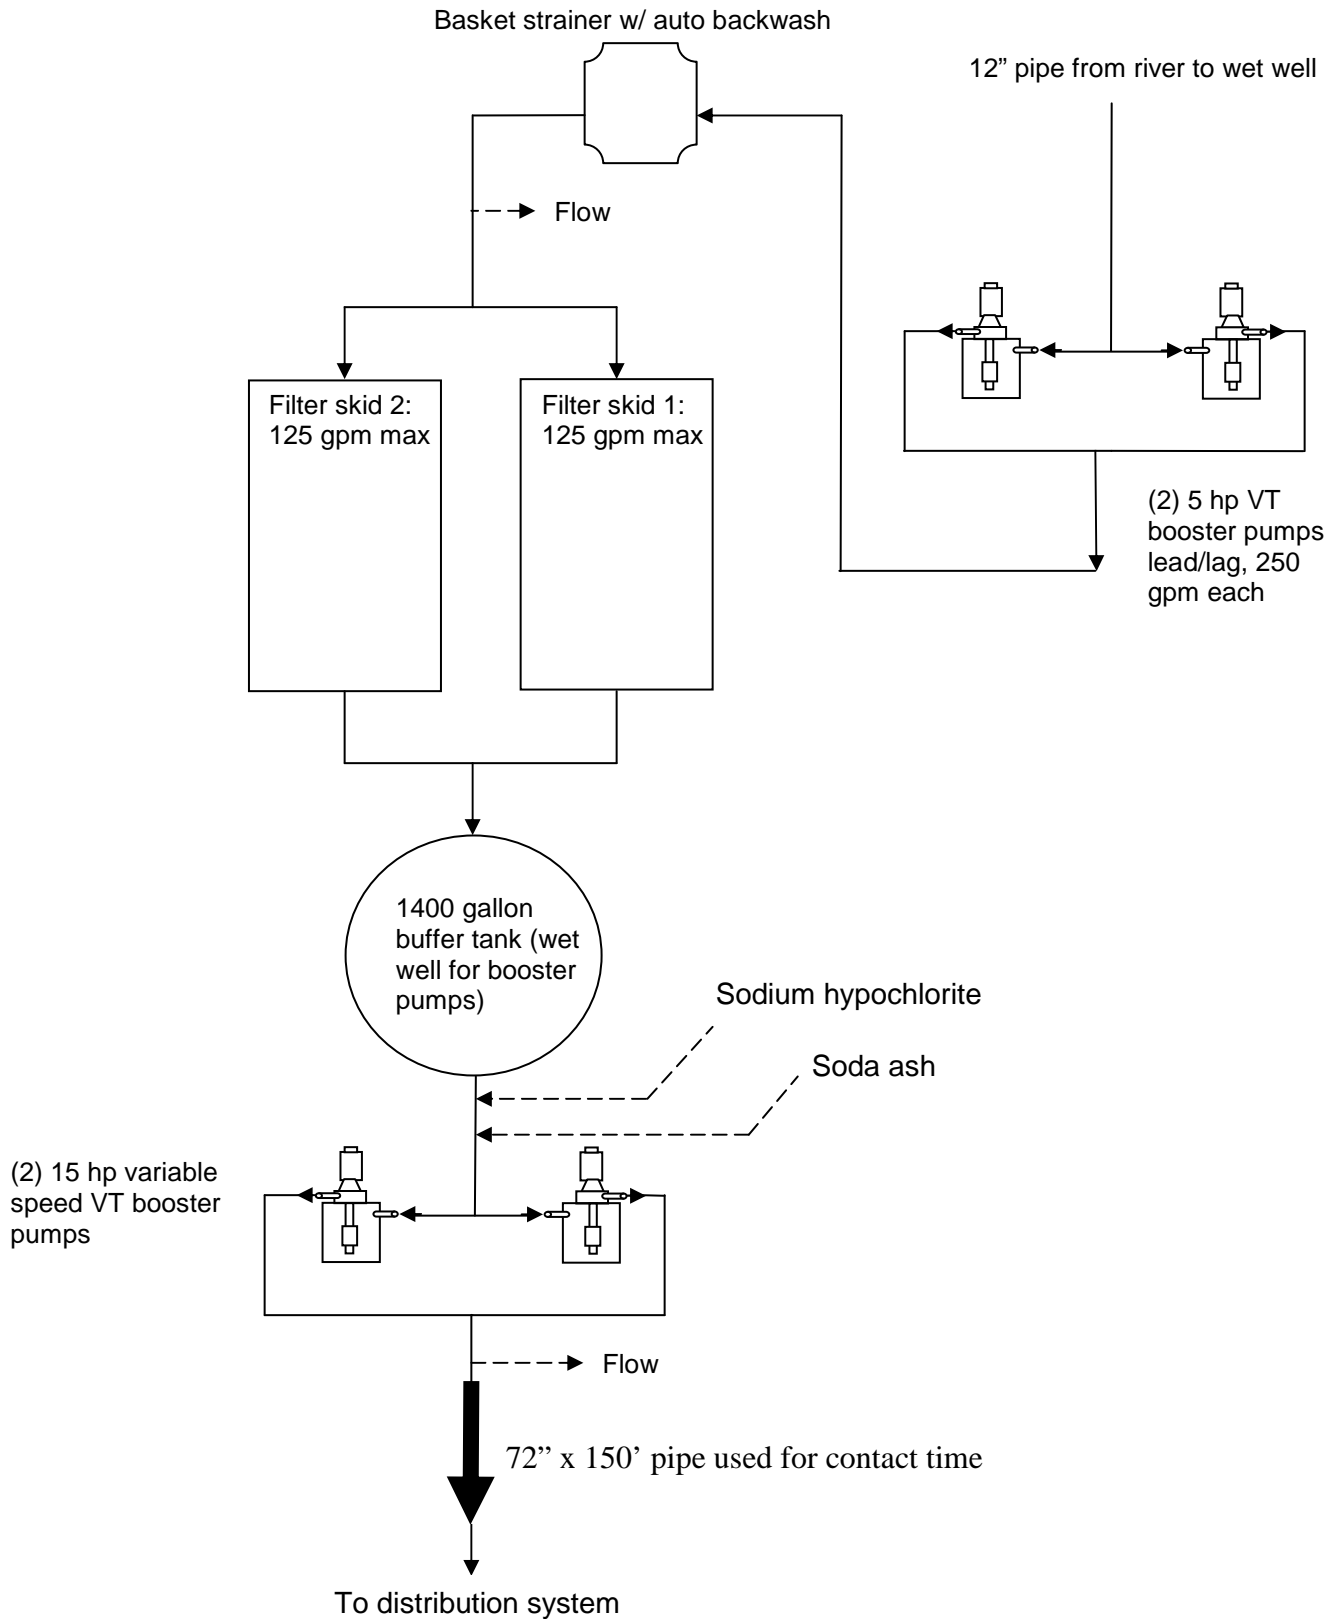 Basket strainer w/ auto backwash
12” pipe from river to wet well
Flow
Filter skid 2:
125 gpm max
Filter skid 1:
125 gpm max
(2) 5 hp VT
booster pumps
lead/lag, 250
gpm each
1400 gallon
buffer tank (wet
well for booster
pumps)
Sodium hypochlorite
Soda ash
(2) 15 hp variable
speed VT booster
pumps
Flow
72” x 150’ pipe used for contact time
To distribution system